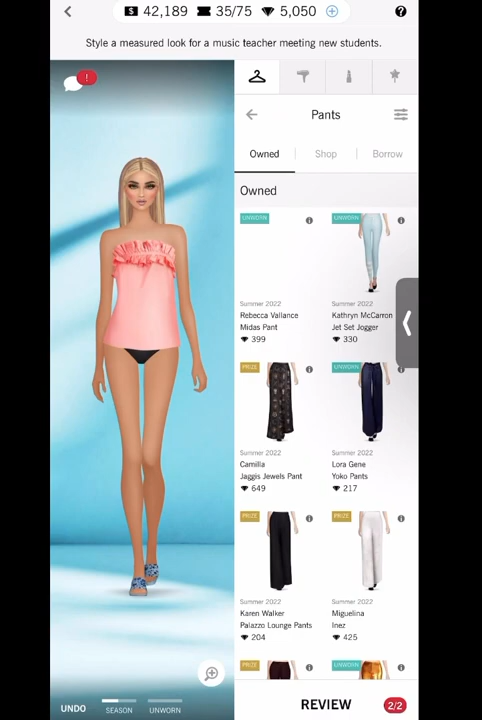 42,189 35/75 5,050
Style a measured look for a music teacher meeting new students.
Pants
Owned Shop Borrow
Owned
UNWORN UNWORN
Summer 2022
Rebecca Vallance
Midas Pant
399
Summer 2022
Kathryn McCarron
Jet Set Jogger
330
PRIZE UNWORN
Summer 2022
Camilla
Jaggis Jewels Pant
649
Summer 2022
Lora Gene
Yoko Pants
217
PRIZE PRIZE
Summer 2022
Karen Walker
Palazzo Lounge Pants
204
Summer 2022
Miguelina
Inez
425
PRIZE UNWORN
UNDO SEASON UNWORN
REVIEW 2/2